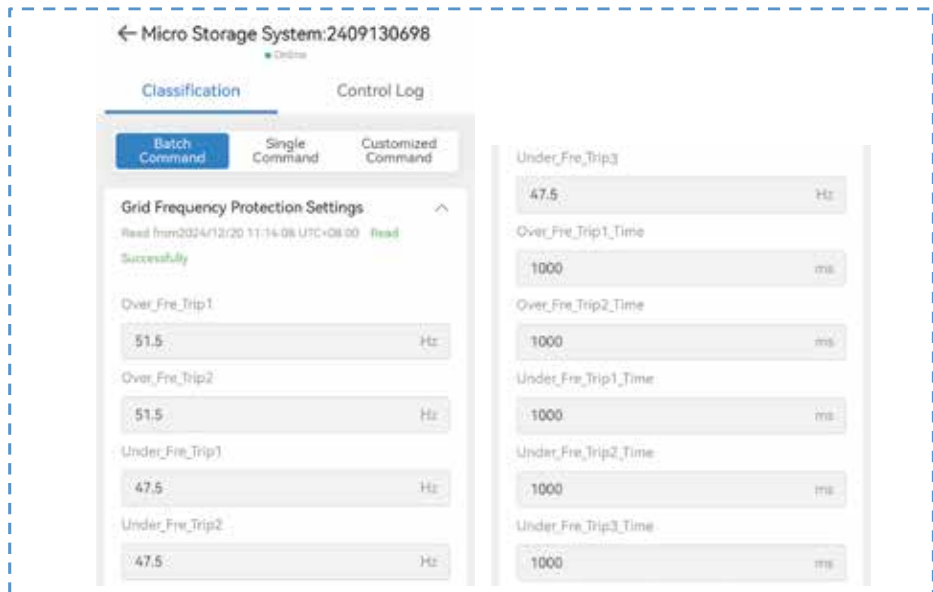 ← Micro Storage System:2409130698
Online
Classification
Control Log
Batch Command
Single Command
Customized Command
Grid Frequency Protection Settings
Read from2024/12/20 11:14:08 UTC+08:00 Read
Successfully
Over_Fre_Trip1
51.5 Hz
Over_Fre_Trip2
51.5 Hz
Under_Fre_Trip1
47.5 Hz
Under_Fre_Trip2
47.5 Hz
Under_Fre_Trip3
47.5 Hz
Over_Fre_Trip1_Time
1000 ms
Over_Fre_Trip2_Time
1000 ms
Under_Fre_Trip1_Time
1000 ms
Under_Fre_Trip2_Time
1000 ms
Under_Fre_Trip3_Time
1000 ms